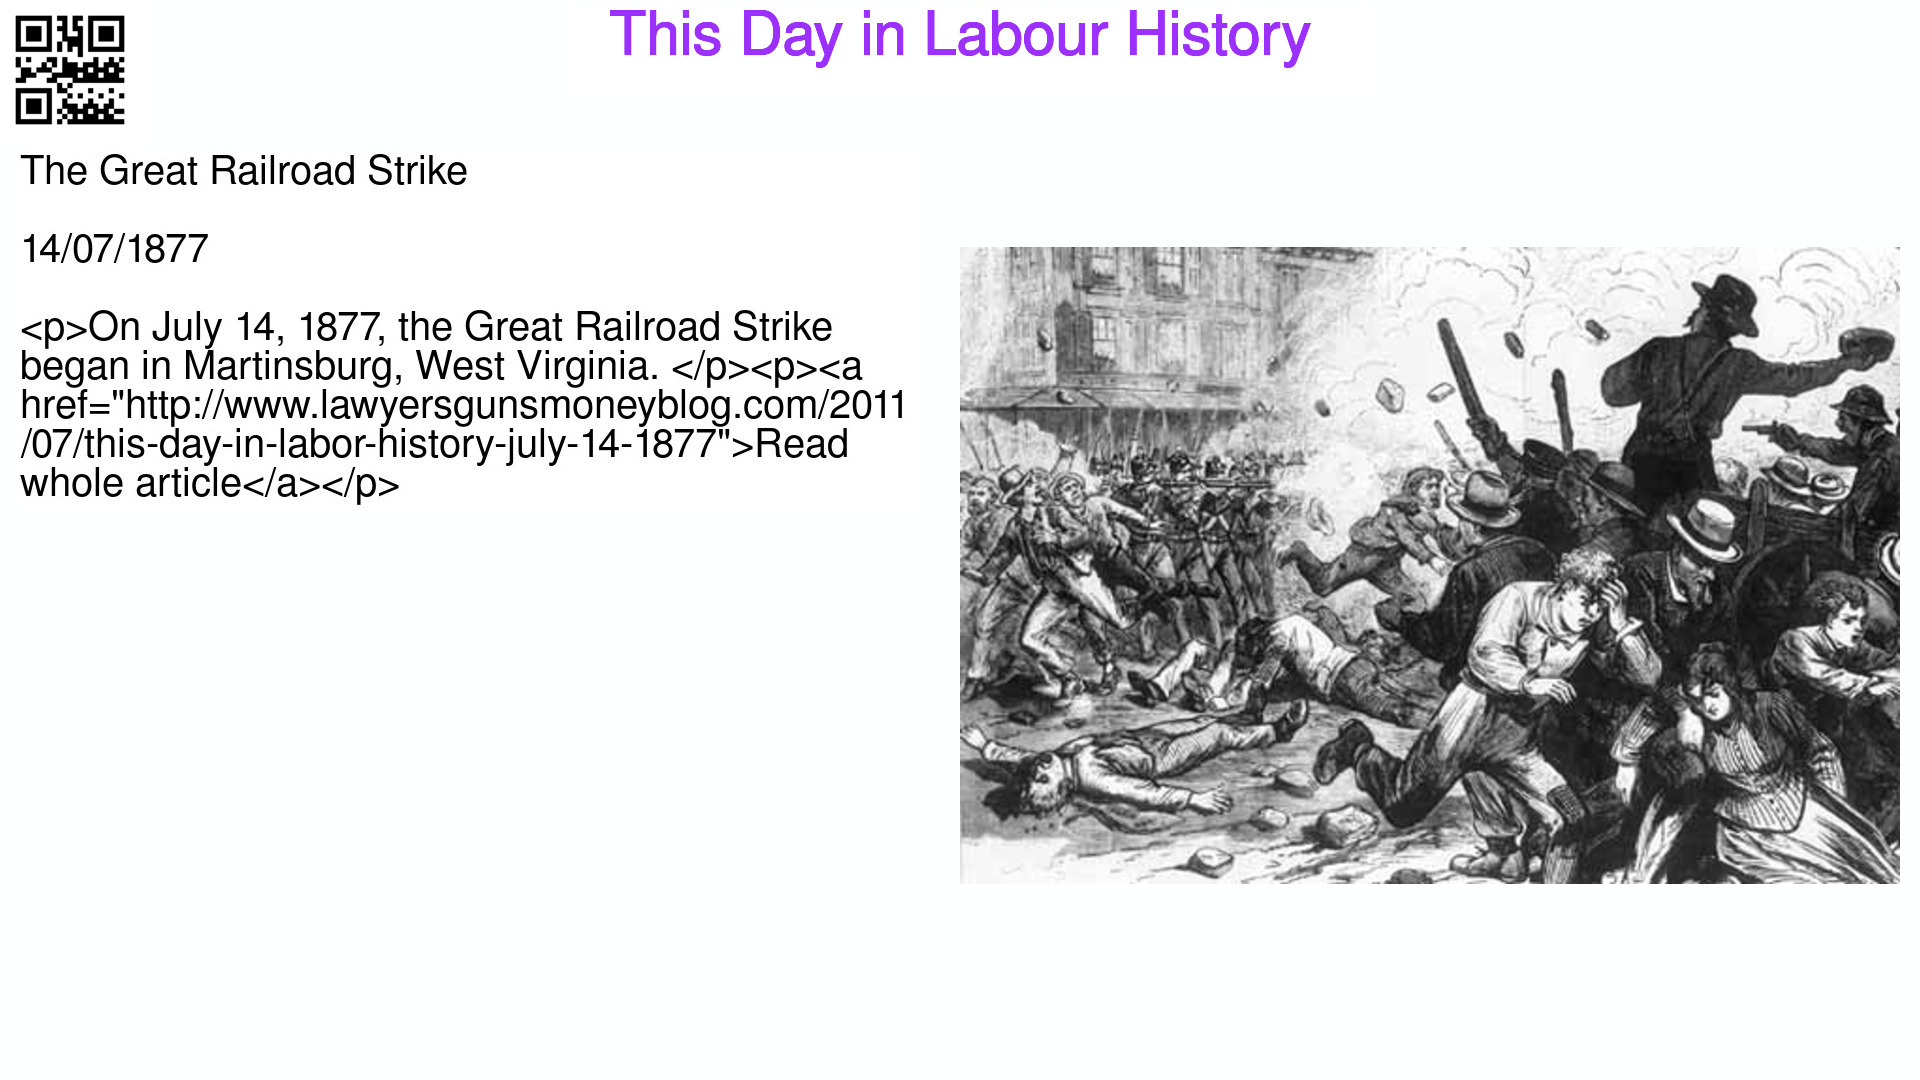 This Day in Labour History
The Great Railroad Strike
14/07/1877
<p>On July 14, 1877, the Great Railroad Strike
began in Martinsburg, West Virginia. </p><p><a
href="http://www.lawyersgunsmoneyblog.com/2011
/07/this-day-in-labor-history-july-14-1877">Read
whole article</a></p>